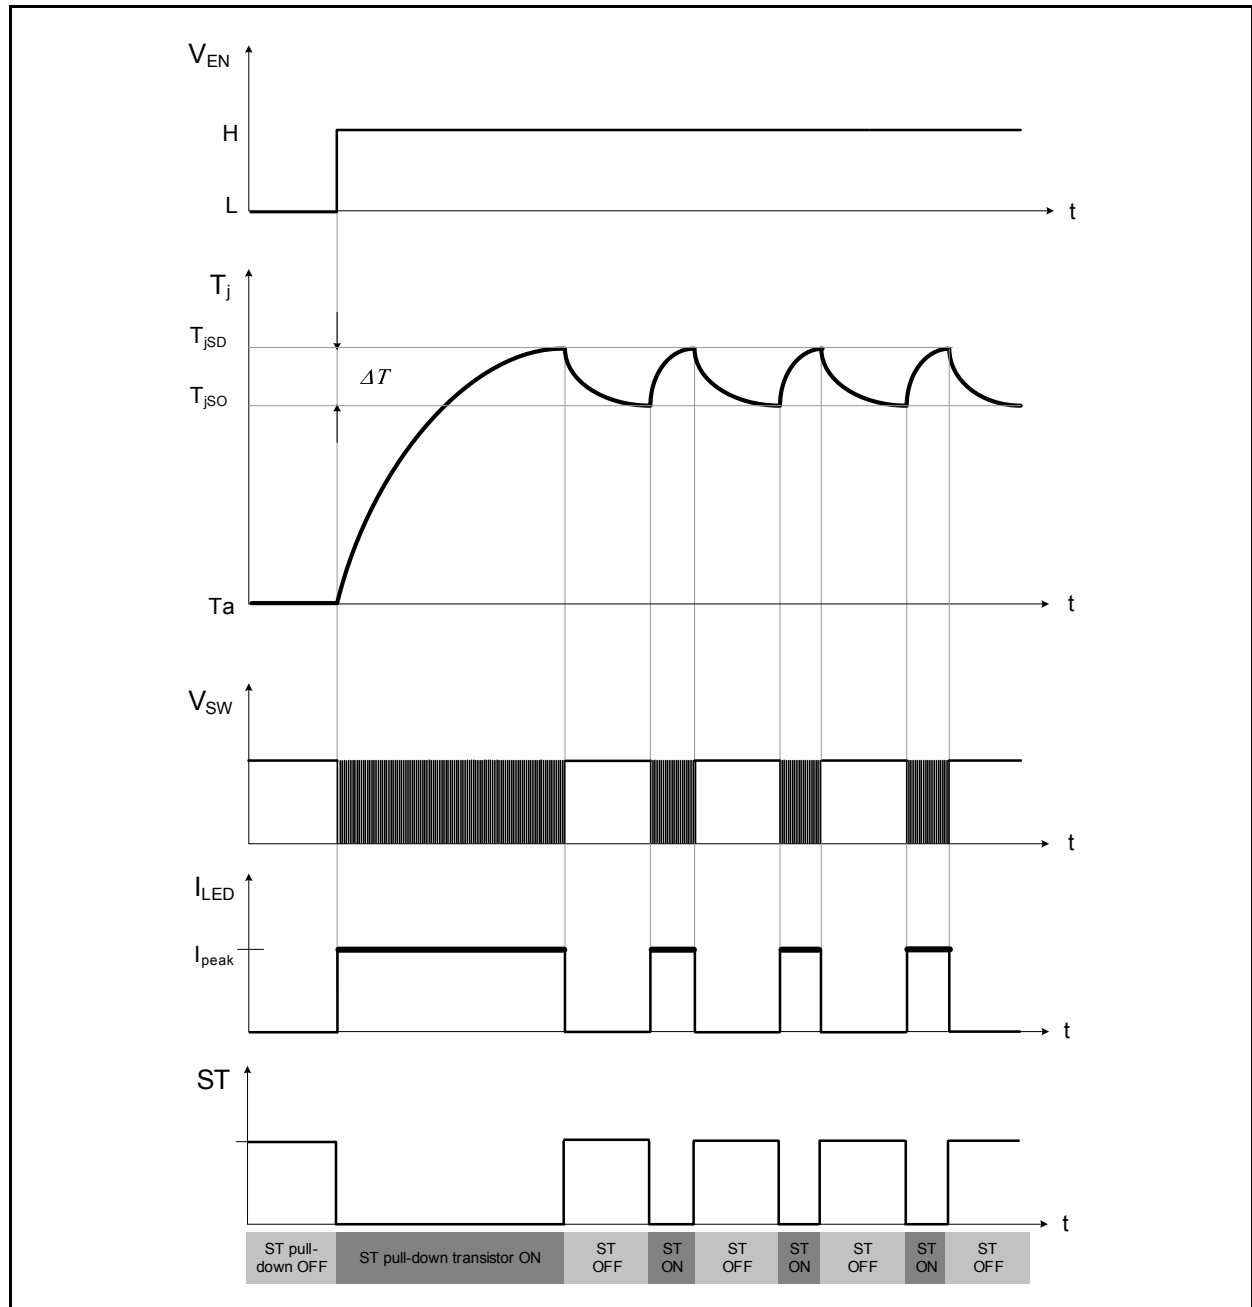 V_EN
H
L
t
T_j
T_jSD
ΔT
T_jSO
Ta
t
V_SW
t
I_LED
I_peak
t
ST
t
ST pull-
down OFF
ST pull-down transistor ON
ST
OFF
ST
ON
ST
OFF
ST
ON
ST
OFF
ST
ON
ST
OFF